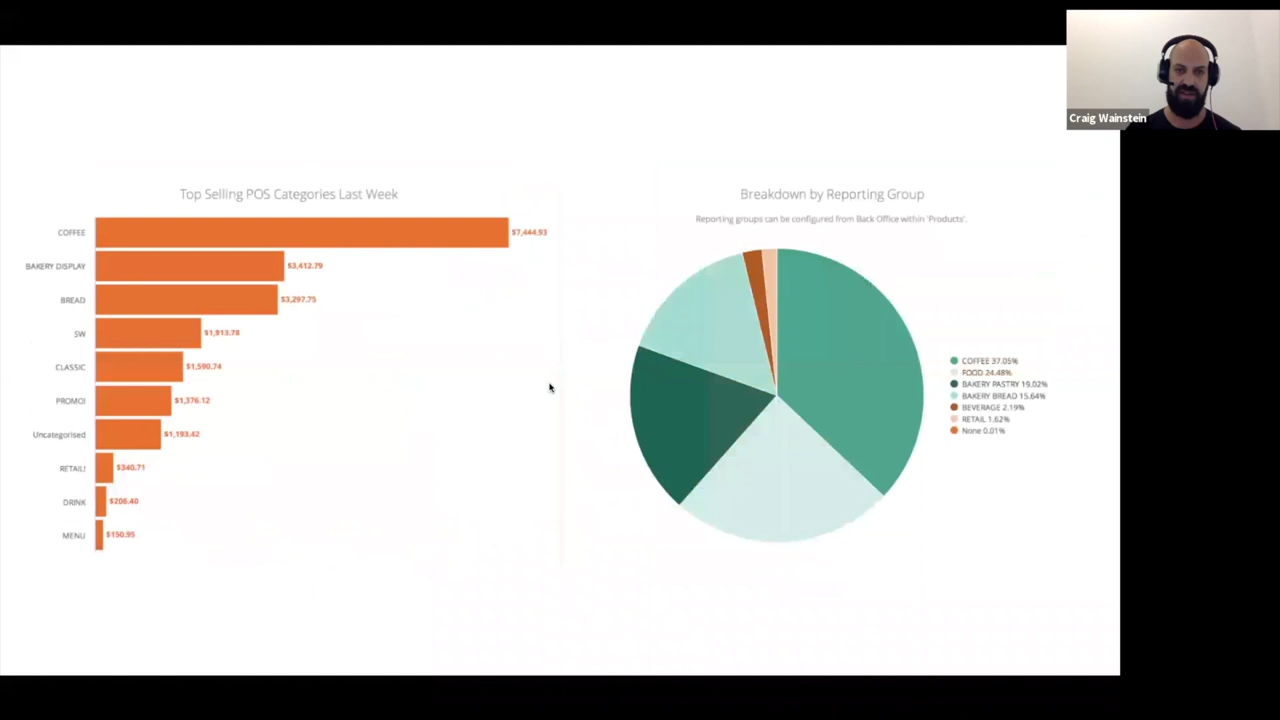 Craig Wainstein
Top Selling POS Categories Last Week
COFFEE $7,444.93
BAKERY DISPLAY $3,412.79
BREAD $3,297.75
SW $1,913.78
CLASSIC $1,590.74
PROMO! $1,376.12
Uncategorised $1,193.42
RETAIL! $340.71
DRINK $206.40
MENU $150.95
Breakdown by Reporting Group
Reporting groups can be configured from Back Office within 'Products'.
COFFEE 37.05%
FOOD 24.48%
BAKERY PASTRY 19.02%
BAKERY BREAD 15.64%
BEVERAGE 2.19%
RETAIL 1.62%
None 0.01%